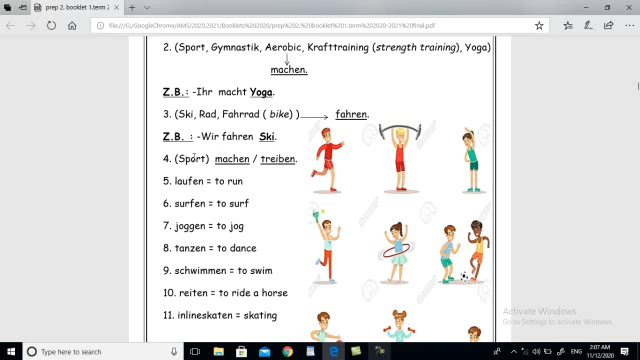 prep 2. booklet 1.term 2
file:///G:/GoogleChrome/AMS/2020,2021/Booklets%202020/prep%202.%20booklet%201.term%202020-2021%20final.pdf
2. (Sport, Gymnastik, Aerobic, Krafttraining (strength training), Yoga)
machen.
Z.B.: -Ihr macht Yoga.
3. (Ski, Rad, Fahrrad ( bike) ) fahren.
Z.B. : -Wir fahren Ski.
4. (Sport) machen / treiben.
5. laufen = to run
6. surfen = to surf
7. joggen = to jog
8. tanzen = to dance
9. schwimmen = to swim
10. reiten = to ride a horse
11. inlineskaten = skating
Activate Windows
Go to Settings to activate Windows.
Type here to search
ENG
2:07 AM
11/12/2020